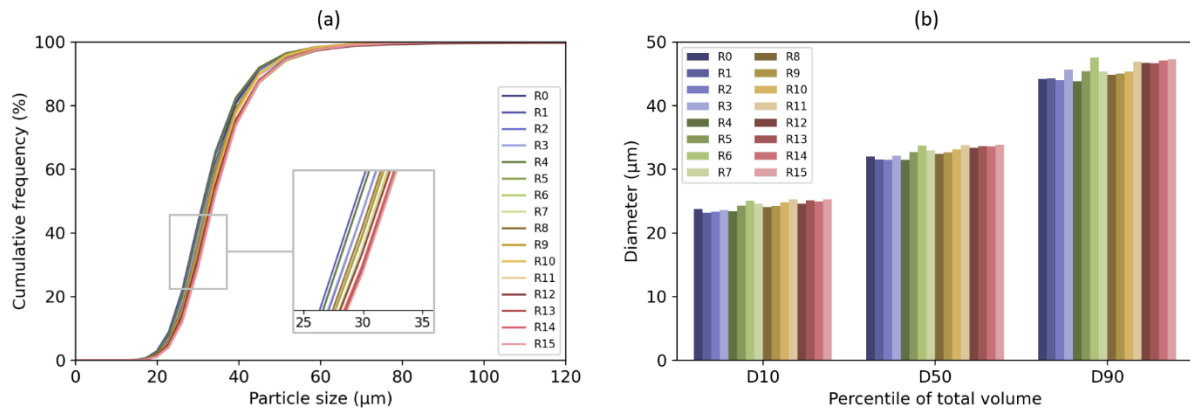 (a)
100
80
60
40
20
0
Cumulative frequency (%)
0 20 40 60 80 100 120
Particle size (μm)
R0
R1
R2
R3
R4
R5
R6
R7
R8
R9
R10
R11
R12
R13
R14
R15
25 30 35
(b)
50
40
30
20
10
0
Diameter (μm)
R0 R8
R1 R9
R2 R10
R3 R11
R4 R12
R5 R13
R6 R14
R7 R15
D10 D50 D90
Percentile of total volume